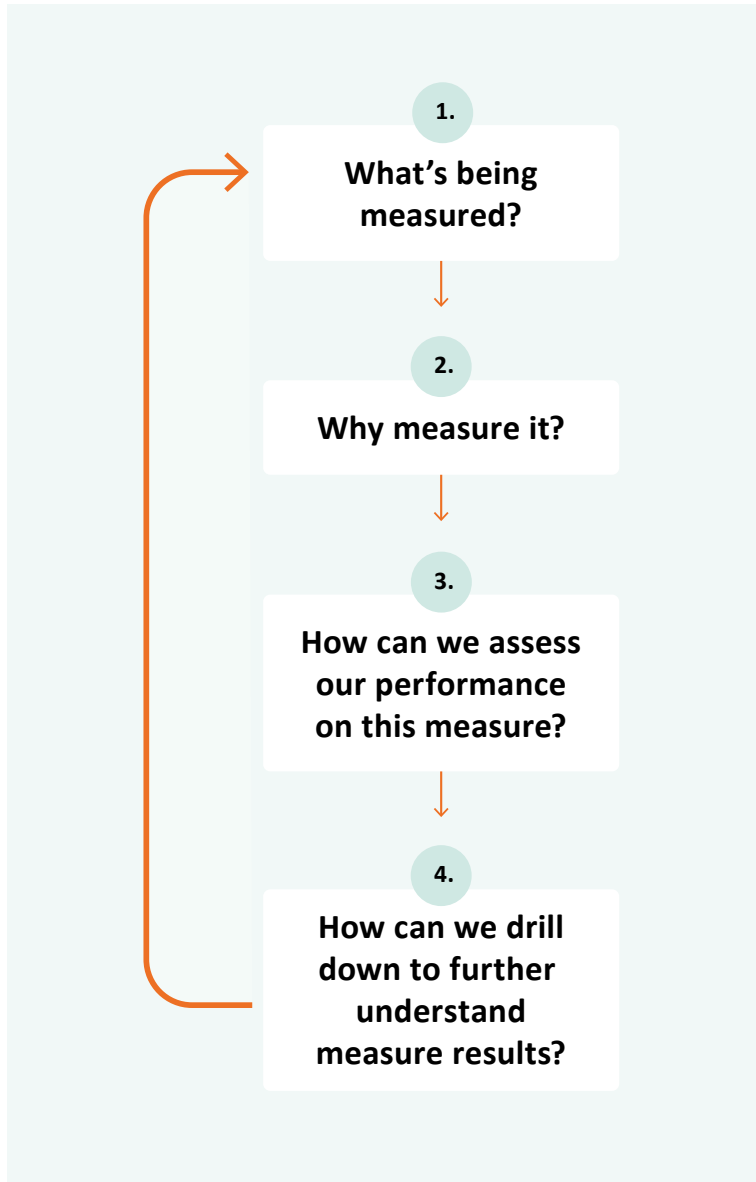 1.
What’s being
measured?
2.
Why measure it?
3.
How can we assess
our performance
on this measure?
4.
How can we drill
down to further
understand
measure results?